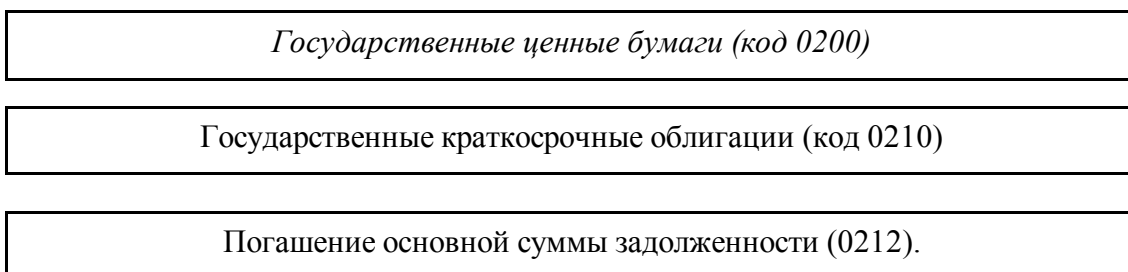 Государственные ценные бумаги (код 0200)
Государственные краткосрочные облигации (код 0210)
Погашение основной суммы задолженности (0212).